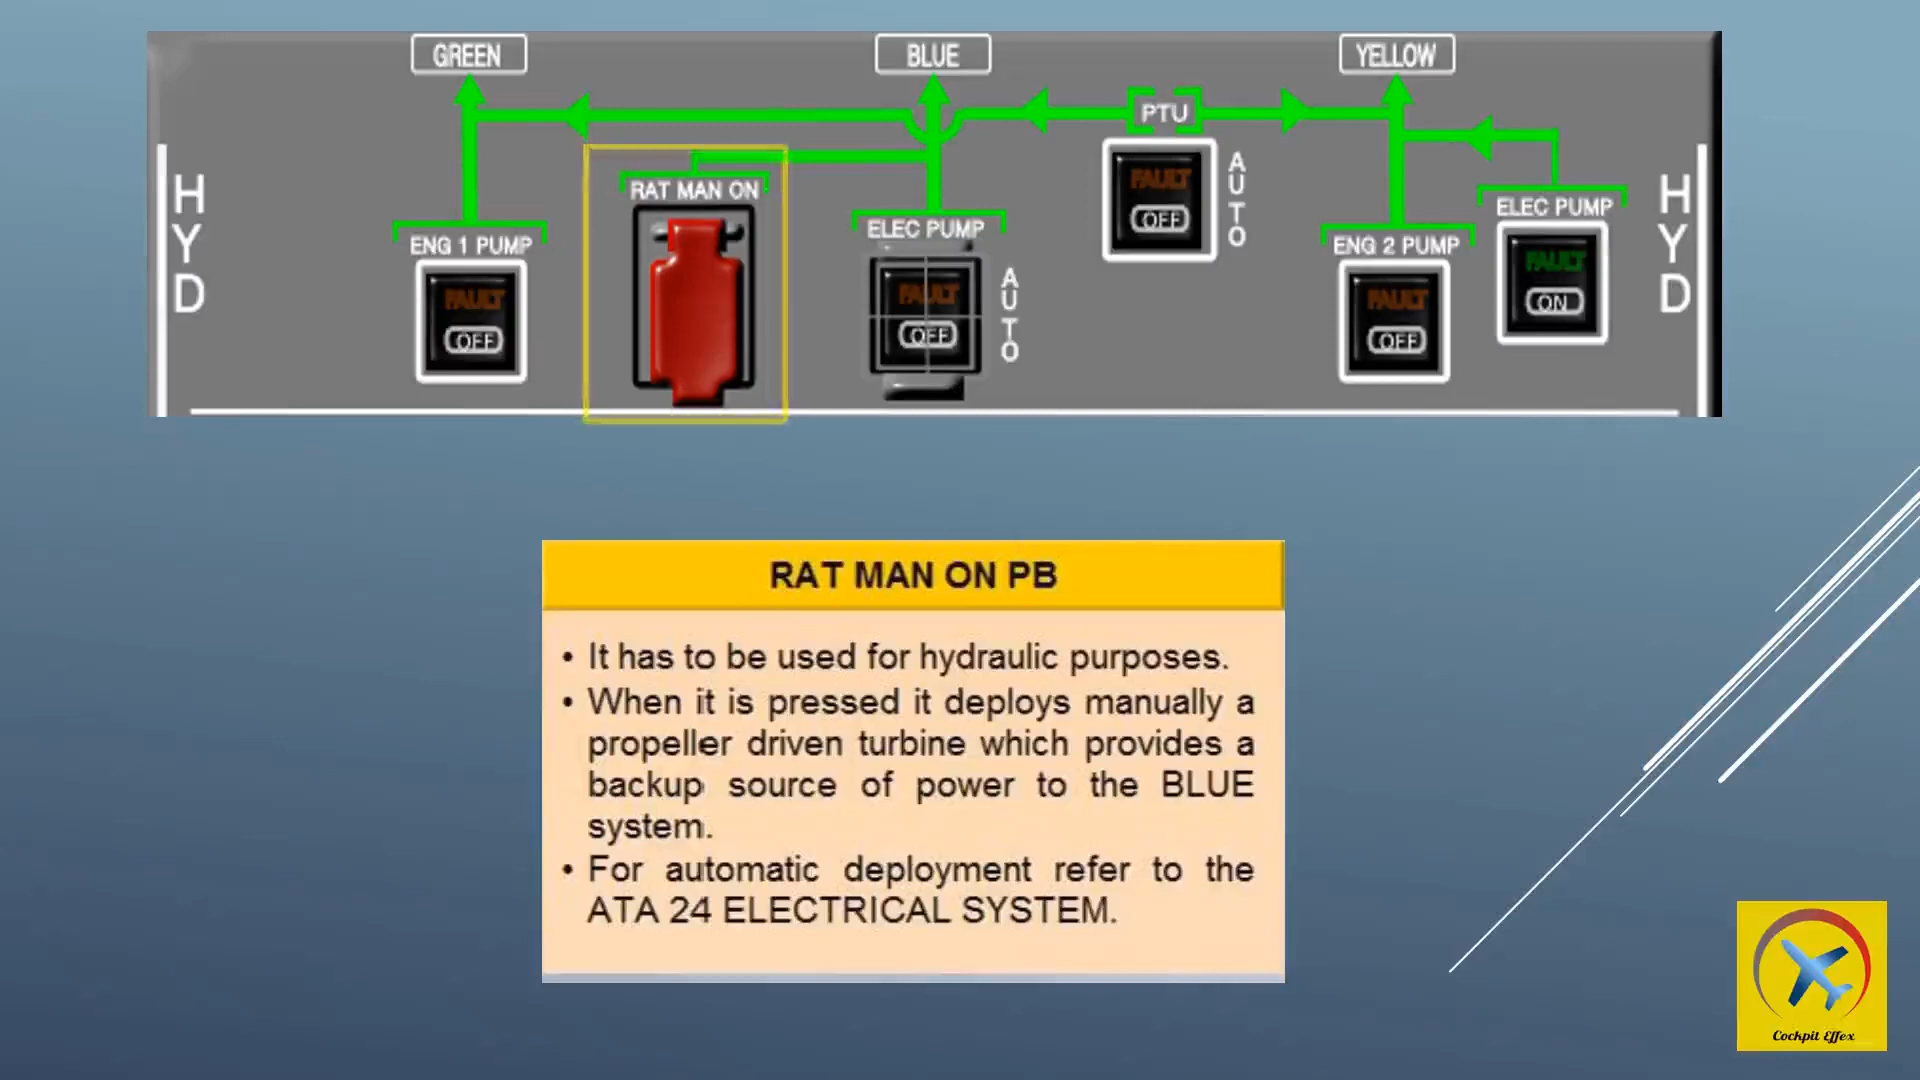 GREEN
BLUE
YELLOW
PTU
HYD
RAT MAN ON
ENG 1 PUMP
FAULT
OFF
ELEC PUMP
FAULT
OFF
AUTO
FAULT
OFF
AUTO
ENG 2 PUMP
FAULT
OFF
ELEC PUMP
FAULT
ON
HYD
RAT MAN ON PB
• It has to be used for hydraulic purposes.
• When it is pressed it deploys manually a
propeller driven turbine which provides a
backup source of power to the BLUE
system.
• For automatic deployment refer to the
ATA 24 ELECTRICAL SYSTEM.
Cockpit Effex